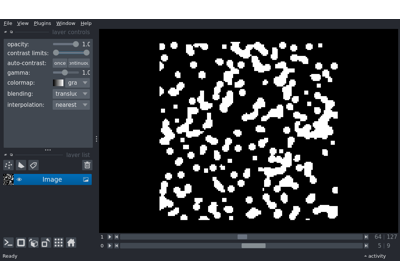 File View Plugins Window Help
layer controls
opacity: 1.0
contrast limits:
auto-contrast: once
gamma: 1.0
colormap: gra
blending: translu
interpolation: nearest
layer list
Image
1 64 127
0 5 9
Ready activity